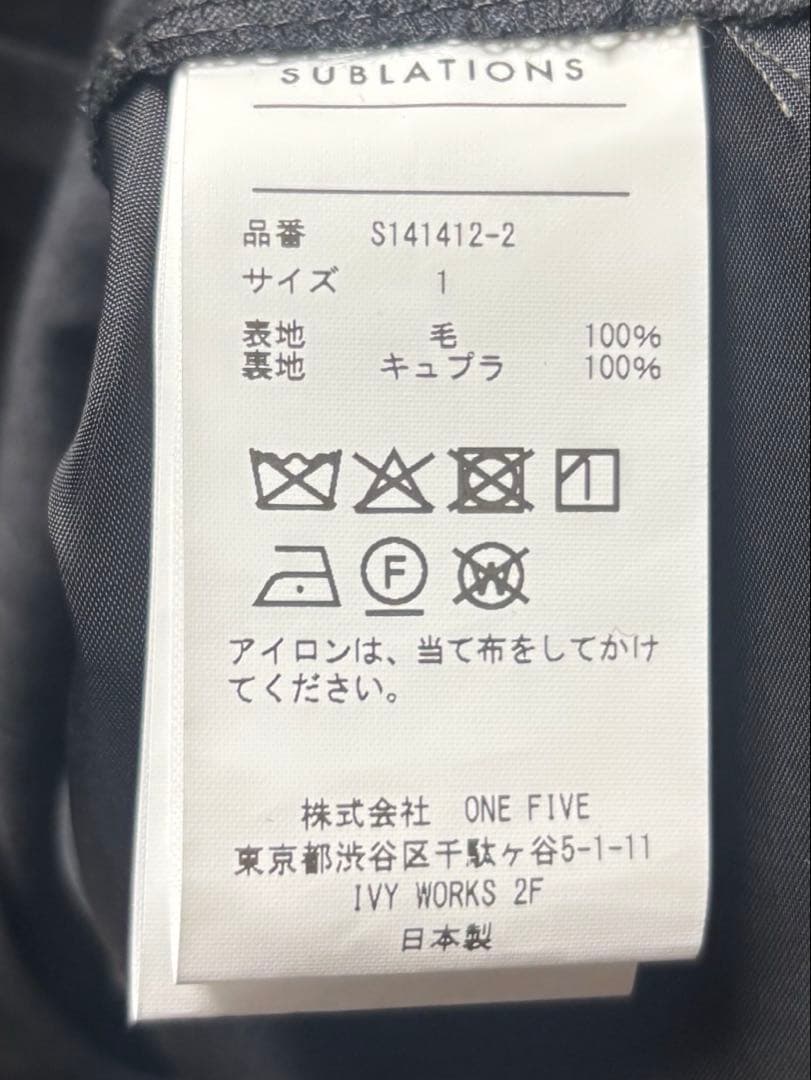 SUBLATIONS
品番 S141412-2
サイズ 1
表地 毛 100%
裏地 キュプラ 100%
F
W
アイロンは、当て布をしてかけ
てください。
株式会社 ONE FIVE
東京都渋谷区千駄ヶ谷5-1-11
IVY WORKS 2F
日本製